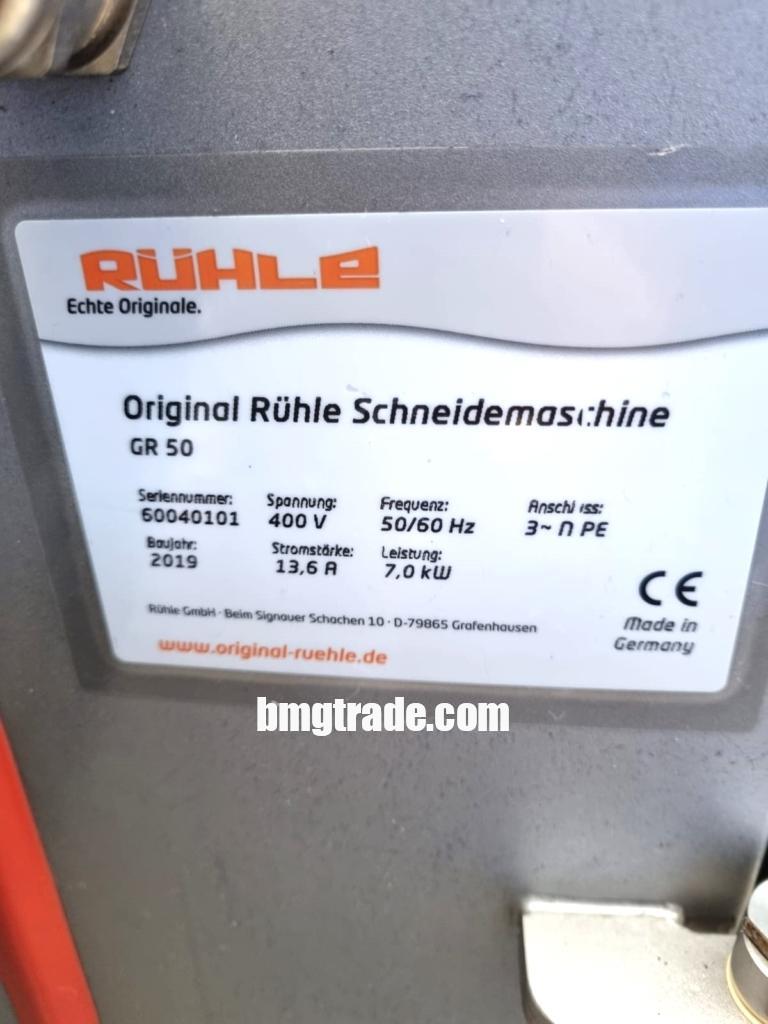 RÜHLE
Echte Originale.
Original Rühle Schneidemaschine
GR 50
Seriennummer: Spannung: Frequenz: Anschluss:
60040101 400 V 50/60 Hz 3~ N PE
Baujahr: Stromstärke: Leistung:
2019 13,6 A 7,0 kW
CE
Rühle GmbH · Beim Signauer Schachen 10 · D-79865 Grafenhausen
Made in
Germany
www.original-ruehle.de
bmgtrade.com